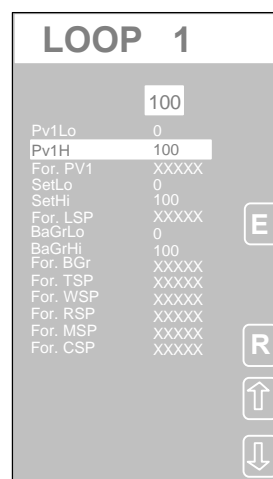 LOOP 1
100
Pv1Lo 0
Pv1H 100
For. PV1 XXXXX
SetLo 0
SetHi 100
For. LSP XXXXX
BaGrLo 0
BaGrHi 100
For. BGr XXXXX
For. TSP XXXXX
For. WSP XXXXX
For. RSP XXXXX
For. MSP XXXXX
For. CSP XXXXX
E
R